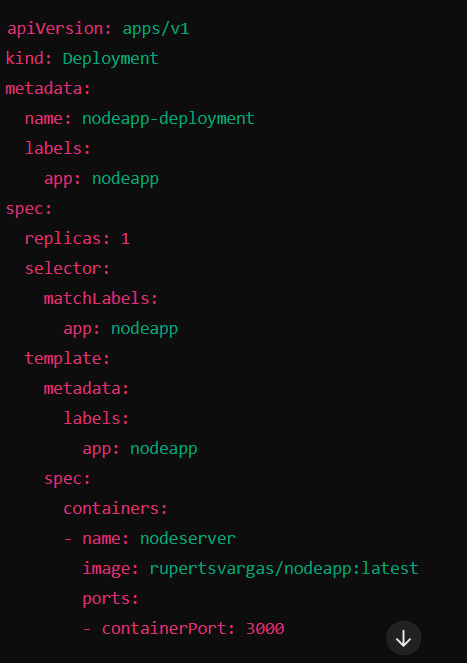 apiVersion: apps/v1
kind: Deployment
metadata:
  name: nodeapp-deployment
  labels:
    app: nodeapp
spec:
  replicas: 1
  selector:
    matchLabels:
      app: nodeapp
  template:
    metadata:
      labels:
        app: nodeapp
    spec:
      containers:
      - name: nodeserver
        image: rupertsvargas/nodeapp:latest
        ports:
        - containerPort: 3000